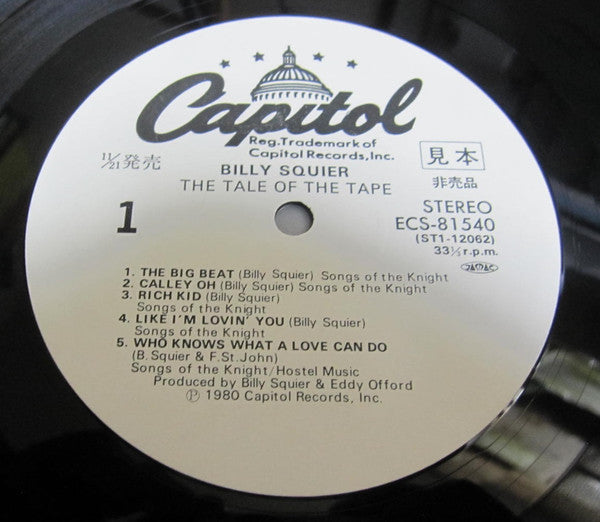 Capitol
Reg. Trademark of
Capitol Records, Inc.
11/21発売
見本
非売品
BILLY SQUIER
THE TALE OF THE TAPE
1
STEREO
ECS-81540
(ST1-12062)
33⅓ r.p.m.
1. THE BIG BEAT (Billy Squier) Songs of the Knight
2. CALLEY OH (Billy Squier) Songs of the Knight
3. RICH KID (Billy Squier)
Songs of the Knight
4. LIKE I'M LOVIN' YOU (Billy Squier)
Songs of the Knight
5. WHO KNOWS WHAT A LOVE CAN DO
(B. Squier & F. St. John)
Songs of the Knight/Hostel Music
Produced by Billy Squier & Eddy Offord
Ⓟ 1980 Capitol Records, Inc.